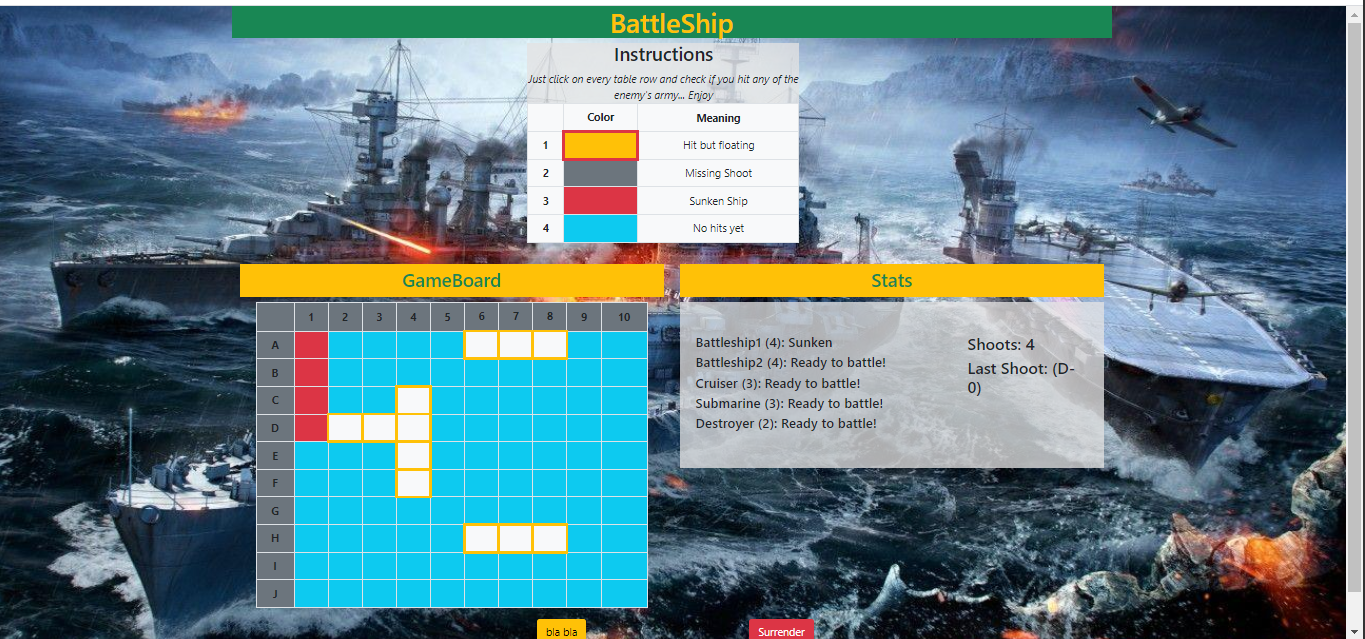 BattleShip
Instructions
Just click on every table row and check if you hit any of the
enemy's army... Enjoy
Color Meaning
1 Hit but floating
2 Missing Shoot
3 Sunken Ship
4 No hits yet
GameBoard
1 2 3 4 5 6 7 8 9 10
A
B
C
D
E
F
G
H
I
J
Stats
Battleship1 (4): Sunken
Battleship2 (4): Ready to battle!
Cruiser (3): Ready to battle!
Submarine (3): Ready to battle!
Destroyer (2): Ready to battle!
Shoots: 4
Last Shoot: (D-
0)
bla bla
Surrender